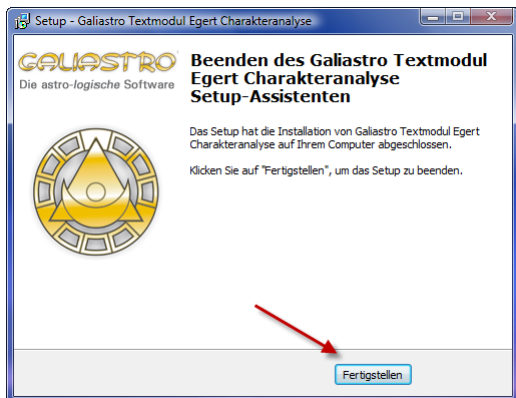 Setup - Galiastro Textmodul Egert Charakteranalyse
GALIASTRO
Die astro-logische Software
Beenden des Galiastro Textmodul
Egert Charakteranalyse
Setup-Assistenten
Das Setup hat die Installation von Galiastro Textmodul Egert
Charakteranalyse auf Ihrem Computer abgeschlossen.
Klicken Sie auf "Fertigstellen", um das Setup zu beenden.
Fertigstellen